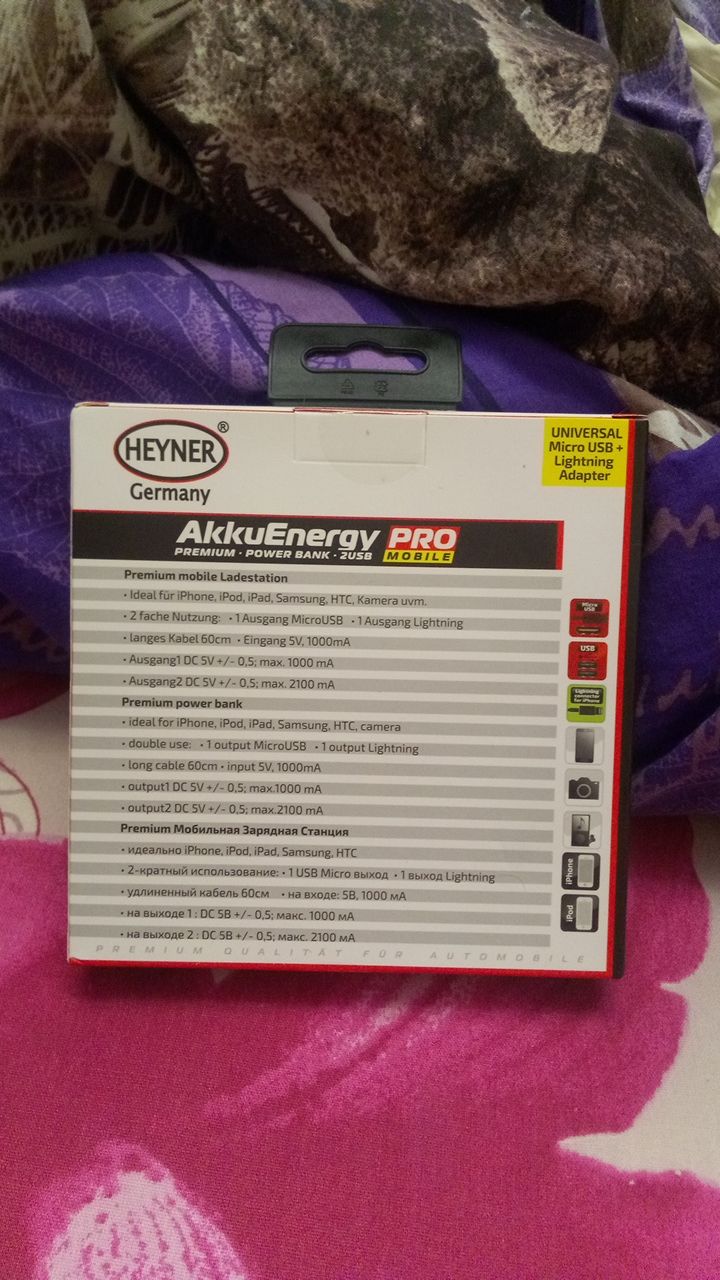 HEYNER®
Germany
UNIVERSAL
Micro USB +
Lightning
Adapter
AkkuEnergy PRO
PREMIUM · POWER BANK · 2USB MOBILE
Premium mobile Ladestation
• Ideal für iPhone, iPod, iPad, Samsung, HTC, Kamera uvm.
• 2 fache Nutzung: • 1 Ausgang MicroUSB • 1 Ausgang Lightning
• langes Kabel 60cm • Eingang 5V, 1000mA
• Ausgang1 DC 5V +/- 0,5; max. 1000 mA
• Ausgang2 DC 5V +/- 0,5; max. 2100 mA
Premium power bank
• ideal for iPhone, iPod, iPad, Samsung, HTC, camera
• double use: • 1 output MicroUSB • 1 output Lightning
• long cable 60cm • input 5V, 1000mA
• output1 DC 5V +/- 0,5; max.1000 mA
• output2 DC 5V +/- 0,5; max.2100 mA
Premium Мобильная Зарядная Станция
• идеально iPhone, iPod, iPad, Samsung, HTC
• 2-кратный использование: • 1 USB Micro выход • 1 выход Lightning
• удлиненный кабель 60см • на входе: 5В, 1000 мА
• на выходе 1 : DC 5В +/- 0,5; макс. 1000 мА
• на выходе 2 : DC 5В +/- 0,5; макс. 2100 мА
PREMIUM QUALITÄT FÜR AUTOMOBILE
Micro
USB
USB
Lightning
connector
for iPhone
iPhone
iPod